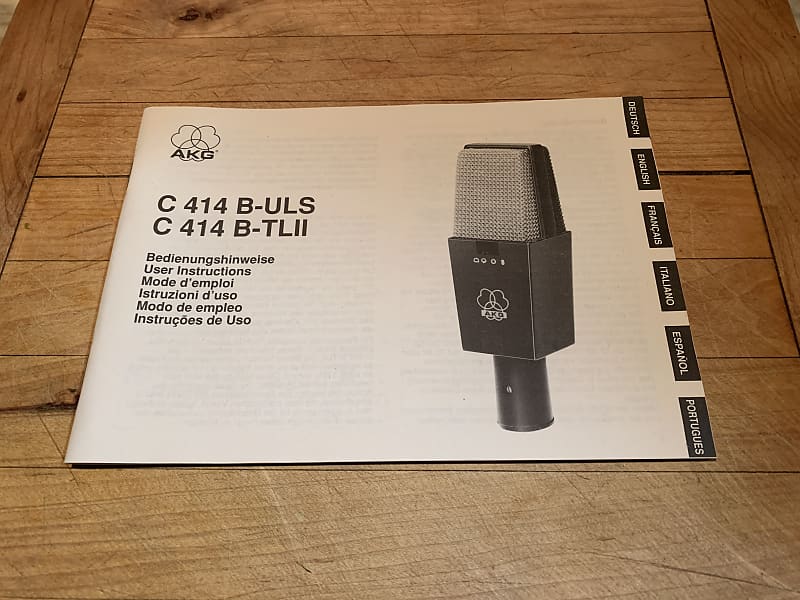 AKG
C 414 B-ULS
C 414 B-TLII
Bedienungshinweise
User Instructions
Mode d'emploi
Istruzioni d'uso
Modo de empleo
Instruções de Uso
AKG
DEUTSCH
ENGLISH
FRANÇAIS
ITALIANO
ESPAÑOL
PORTUGUES